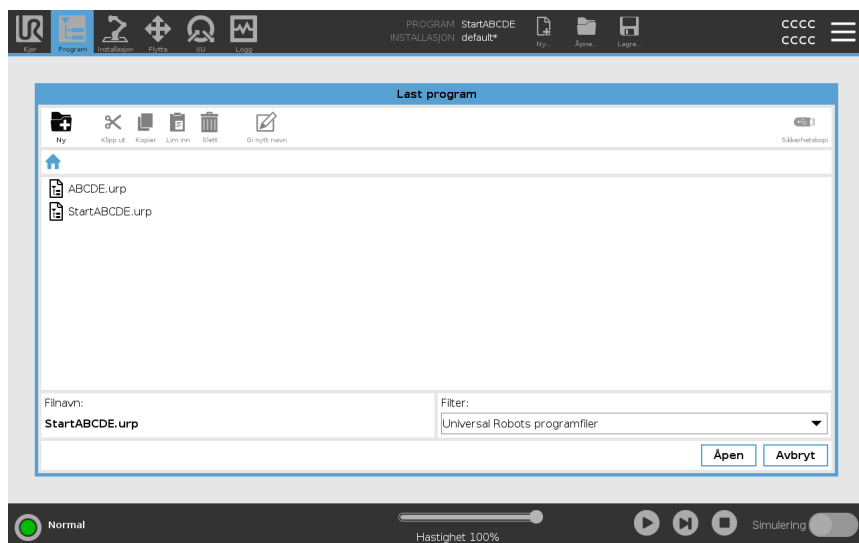 UR
PROGRAM StartABCDE
INSTALLASJON default*
CCCC
CCCC
Kjør Program Installasjon Flytte I/U Logg Ny... Åpne... Lagre...
Last program
Ny Klipp ut Kopier Lim inn Slett Gi nytt navn Sikkerhetskopi
ABCDE.urp
StartABCDE.urp
Filnavn: Filter:
StartABCDE.urp Universal Robots programfiler
Åpen Avbryt
Normal Simulering
Hastighet 100%